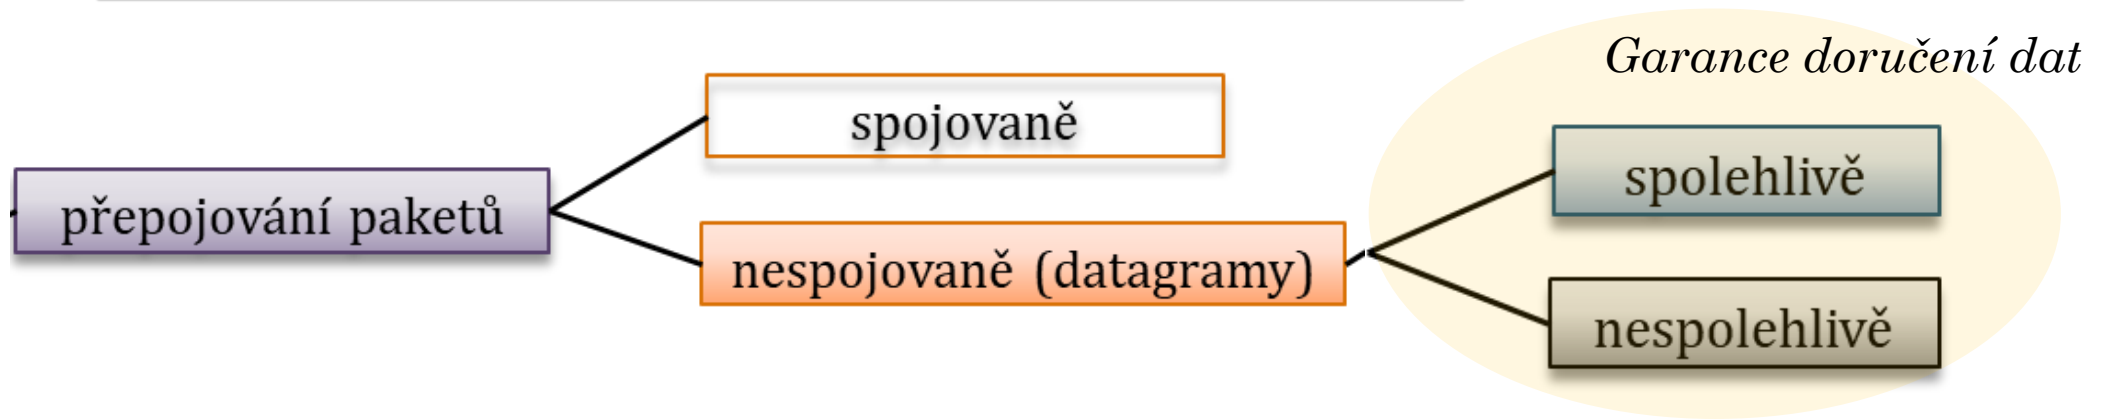 Garance doručení dat
spojovaně
spolehlivě
přepojování paketů
nespojovaně (datagramy)
nespolehlivě